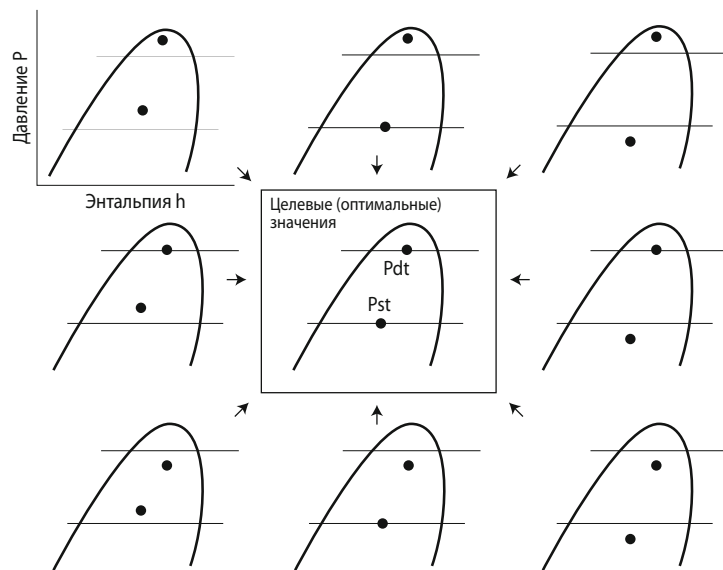 Давление P
Энтальпия h
Целевые (оптимальные)
значения
Pdt
Pst